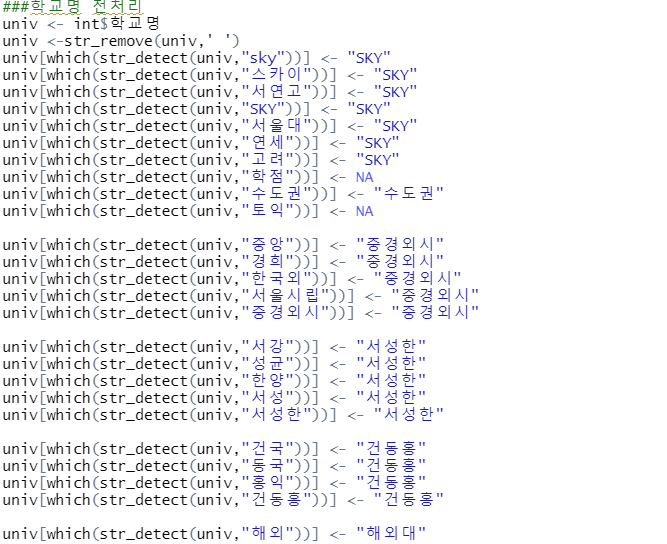 ###학교명 전처리
univ <- int$학교명
univ <-str_remove(univ,' ')
univ[which(str_detect(univ,"sky"))] <- "SKY"
univ[which(str_detect(univ,"스카이"))] <- "SKY"
univ[which(str_detect(univ,"서연고"))] <- "SKY"
univ[which(str_detect(univ,"SKY"))] <- "SKY"
univ[which(str_detect(univ,"서울대"))] <- "SKY"
univ[which(str_detect(univ,"연세"))] <- "SKY"
univ[which(str_detect(univ,"고려"))] <- "SKY"
univ[which(str_detect(univ,"학점"))] <- NA
univ[which(str_detect(univ,"수도권"))] <- "수도권"
univ[which(str_detect(univ,"토익"))] <- NA
univ[which(str_detect(univ,"중앙"))] <- "중경외시"
univ[which(str_detect(univ,"경희"))] <- "중경외시"
univ[which(str_detect(univ,"한국외"))] <- "중경외시"
univ[which(str_detect(univ,"서울시립"))] <- "중경외시"
univ[which(str_detect(univ,"중경외시"))] <- "중경외시"
univ[which(str_detect(univ,"서강"))] <- "서성한"
univ[which(str_detect(univ,"성균"))] <- "서성한"
univ[which(str_detect(univ,"한양"))] <- "서성한"
univ[which(str_detect(univ,"서성"))] <- "서성한"
univ[which(str_detect(univ,"서성한"))] <- "서성한"
univ[which(str_detect(univ,"건국"))] <- "건동홍"
univ[which(str_detect(univ,"동국"))] <- "건동홍"
univ[which(str_detect(univ,"홍익"))] <- "건동홍"
univ[which(str_detect(univ,"건동홍"))] <- "건동홍"
univ[which(str_detect(univ,"해외"))] <- "해외대"